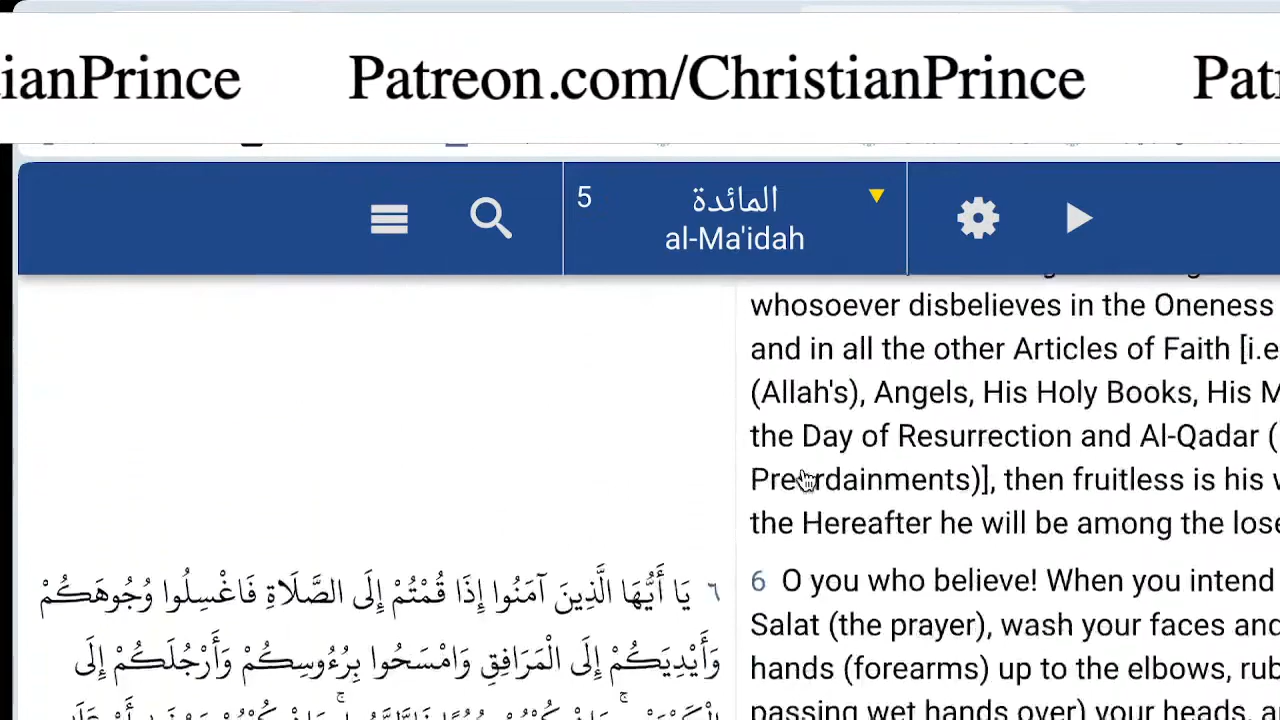 ianPrince Patreon.com/ChristianPrince Pat
5 المائدة
al-Ma'idah
whosoever disbelieves in the Oneness
and in all the other Articles of Faith [i.e
(Allah's), Angels, His Holy Books, His M
the Day of Resurrection and Al-Qadar (
Preordainments)], then fruitless is his w
the Hereafter he will be among the lose
٦ يَا أَيُّهَا الَّذِينَ آمَنُوا إِذَا قُمْتُمْ إِلَى الصَّلَاةِ فَاغْسِلُوا وُجُوهَكُمْ
وَأَيْدِيَكُمْ إِلَى الْمَرَافِقِ وَامْسَحُوا بِرُءُوسِكُمْ وَأَرْجُلَكُمْ إِلَى
6 O you who believe! When you intend
Salat (the prayer), wash your faces and
hands (forearms) up to the elbows, rub
passing wet hands over) your heads, a